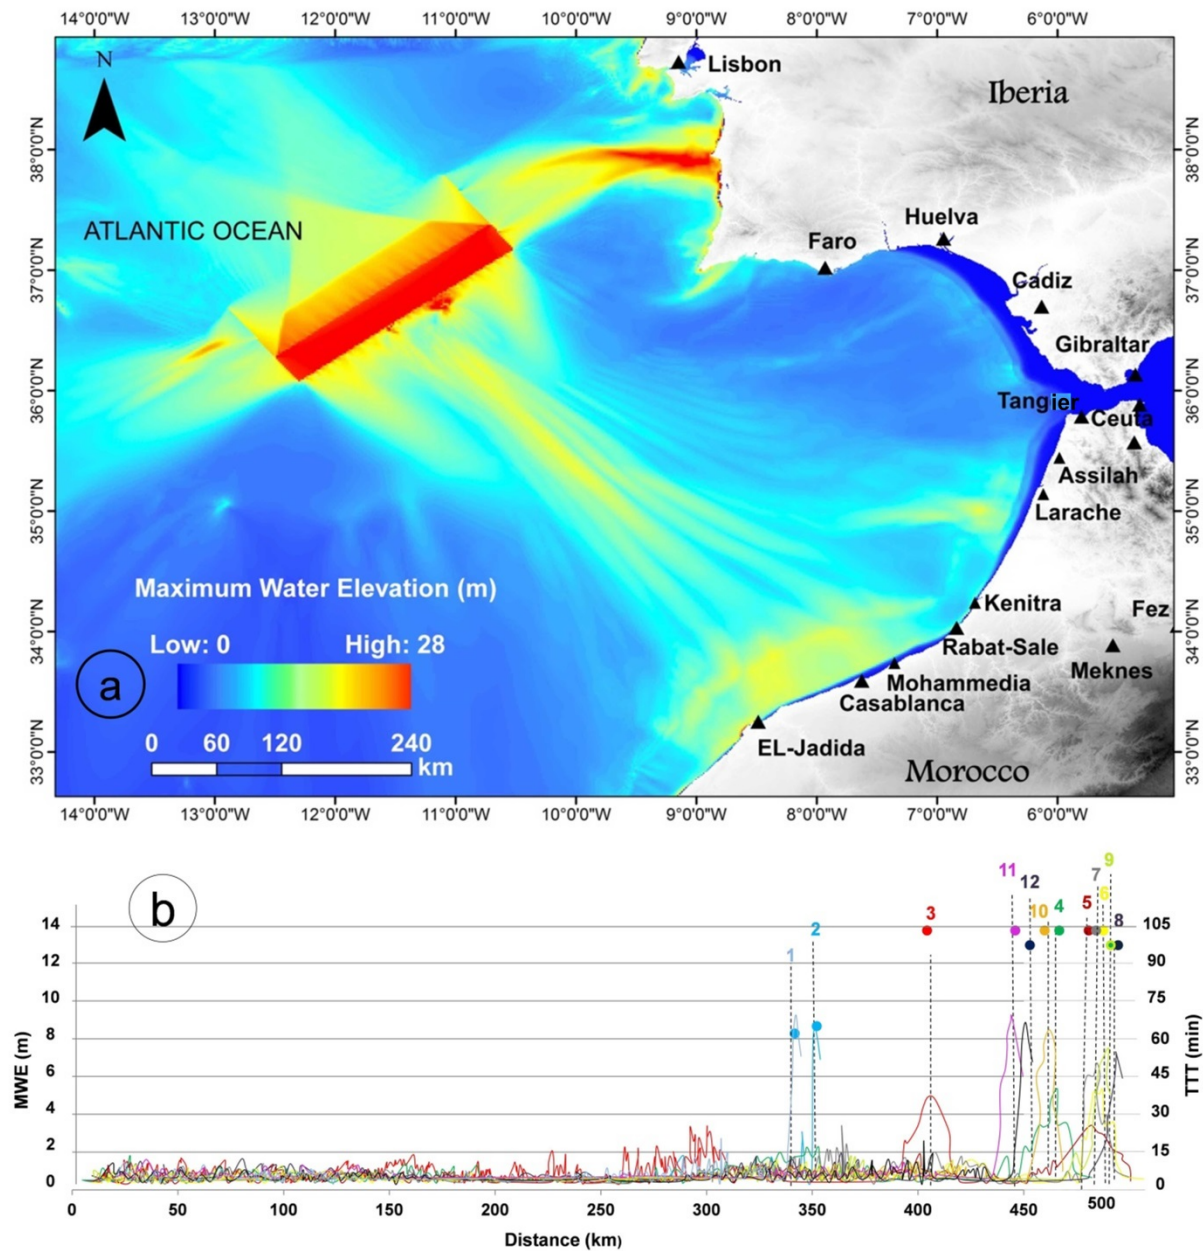 14°0'0"W 13°0'0"W 12°0'0"W 11°0'0"W 10°0'0"W 9°0'0"W 8°0'0"W 7°0'0"W 6°0'0"W
N
Lisbon
Iberia
38°0'0"N
38°0'0"N
ATLANTIC OCEAN
Huelva
Faro
37°0'0"N
37°0'0"N
Cadiz
Gibraltar
36°0'0"N
36°0'0"N
Tangier
Ceuta
Assilah
35°0'0"N
35°0'0"N
Larache
Maximum Water Elevation (m)
Kenitra
Fez
34°0'0"N
34°0'0"N
Low: 0 High: 28
Rabat-Sale
Meknes
a
Mohammedia
Casablanca
33°0'0"N
33°0'0"N
0 60 120 240
km
EL-Jadida
Morocco
14°0'0"W 13°0'0"W 12°0'0"W 11°0'0"W 10°0'0"W 9°0'0"W 8°0'0"W 7°0'0"W 6°0'0"W
b
9
11
7
12
6
10
4
5
3
8
2
1
14
12
10
8
6
4
2
0
MWE (m)
105
90
75
60
45
30
15
0
TTT (min)
0 50 100 150 200 250 300 350 400 450 500
Distance (km)